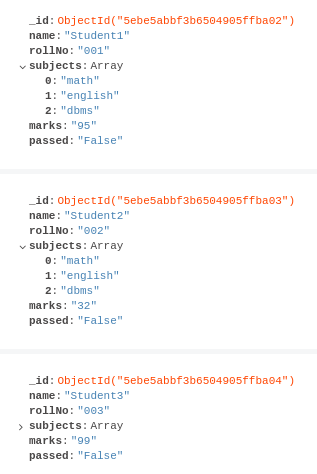 _id: ObjectId("5ebe5abbf3b6504905ffba02")
name: "Student1"
rollNo: "001"
subjects: Array
0: "math"
1: "english"
2: "dbms"
marks: "95"
passed: "False"
_id: ObjectId("5ebe5abbf3b6504905ffba03")
name: "Student2"
rollNo: "002"
subjects: Array
0: "math"
1: "english"
2: "dbms"
marks: "32"
passed: "False"
_id: ObjectId("5ebe5abbf3b6504905ffba04")
name: "Student3"
rollNo: "003"
subjects: Array
marks: "99"
passed: "False"